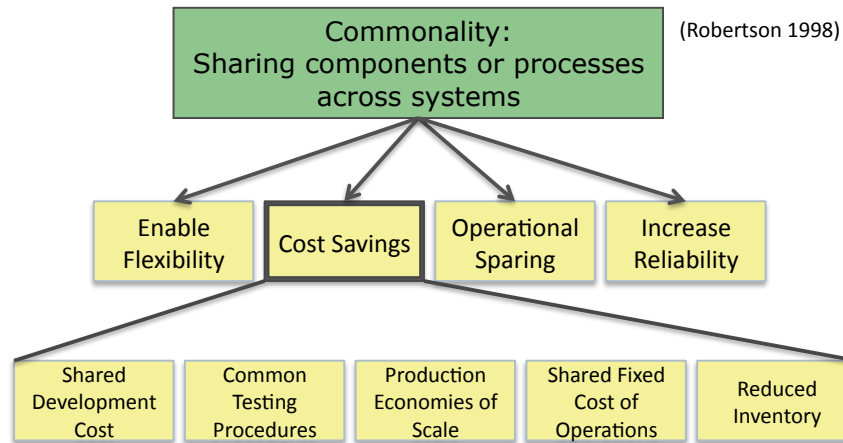 Commonality:
Sharing components or processes
across systems
(Robertson 1998)
Enable
Flexibility
Cost Savings
Operational
Sparing
Increase
Reliability
Shared
Development
Cost
Common
Testing
Procedures
Production
Economies of
Scale
Shared Fixed
Cost of
Operations
Reduced
Inventory